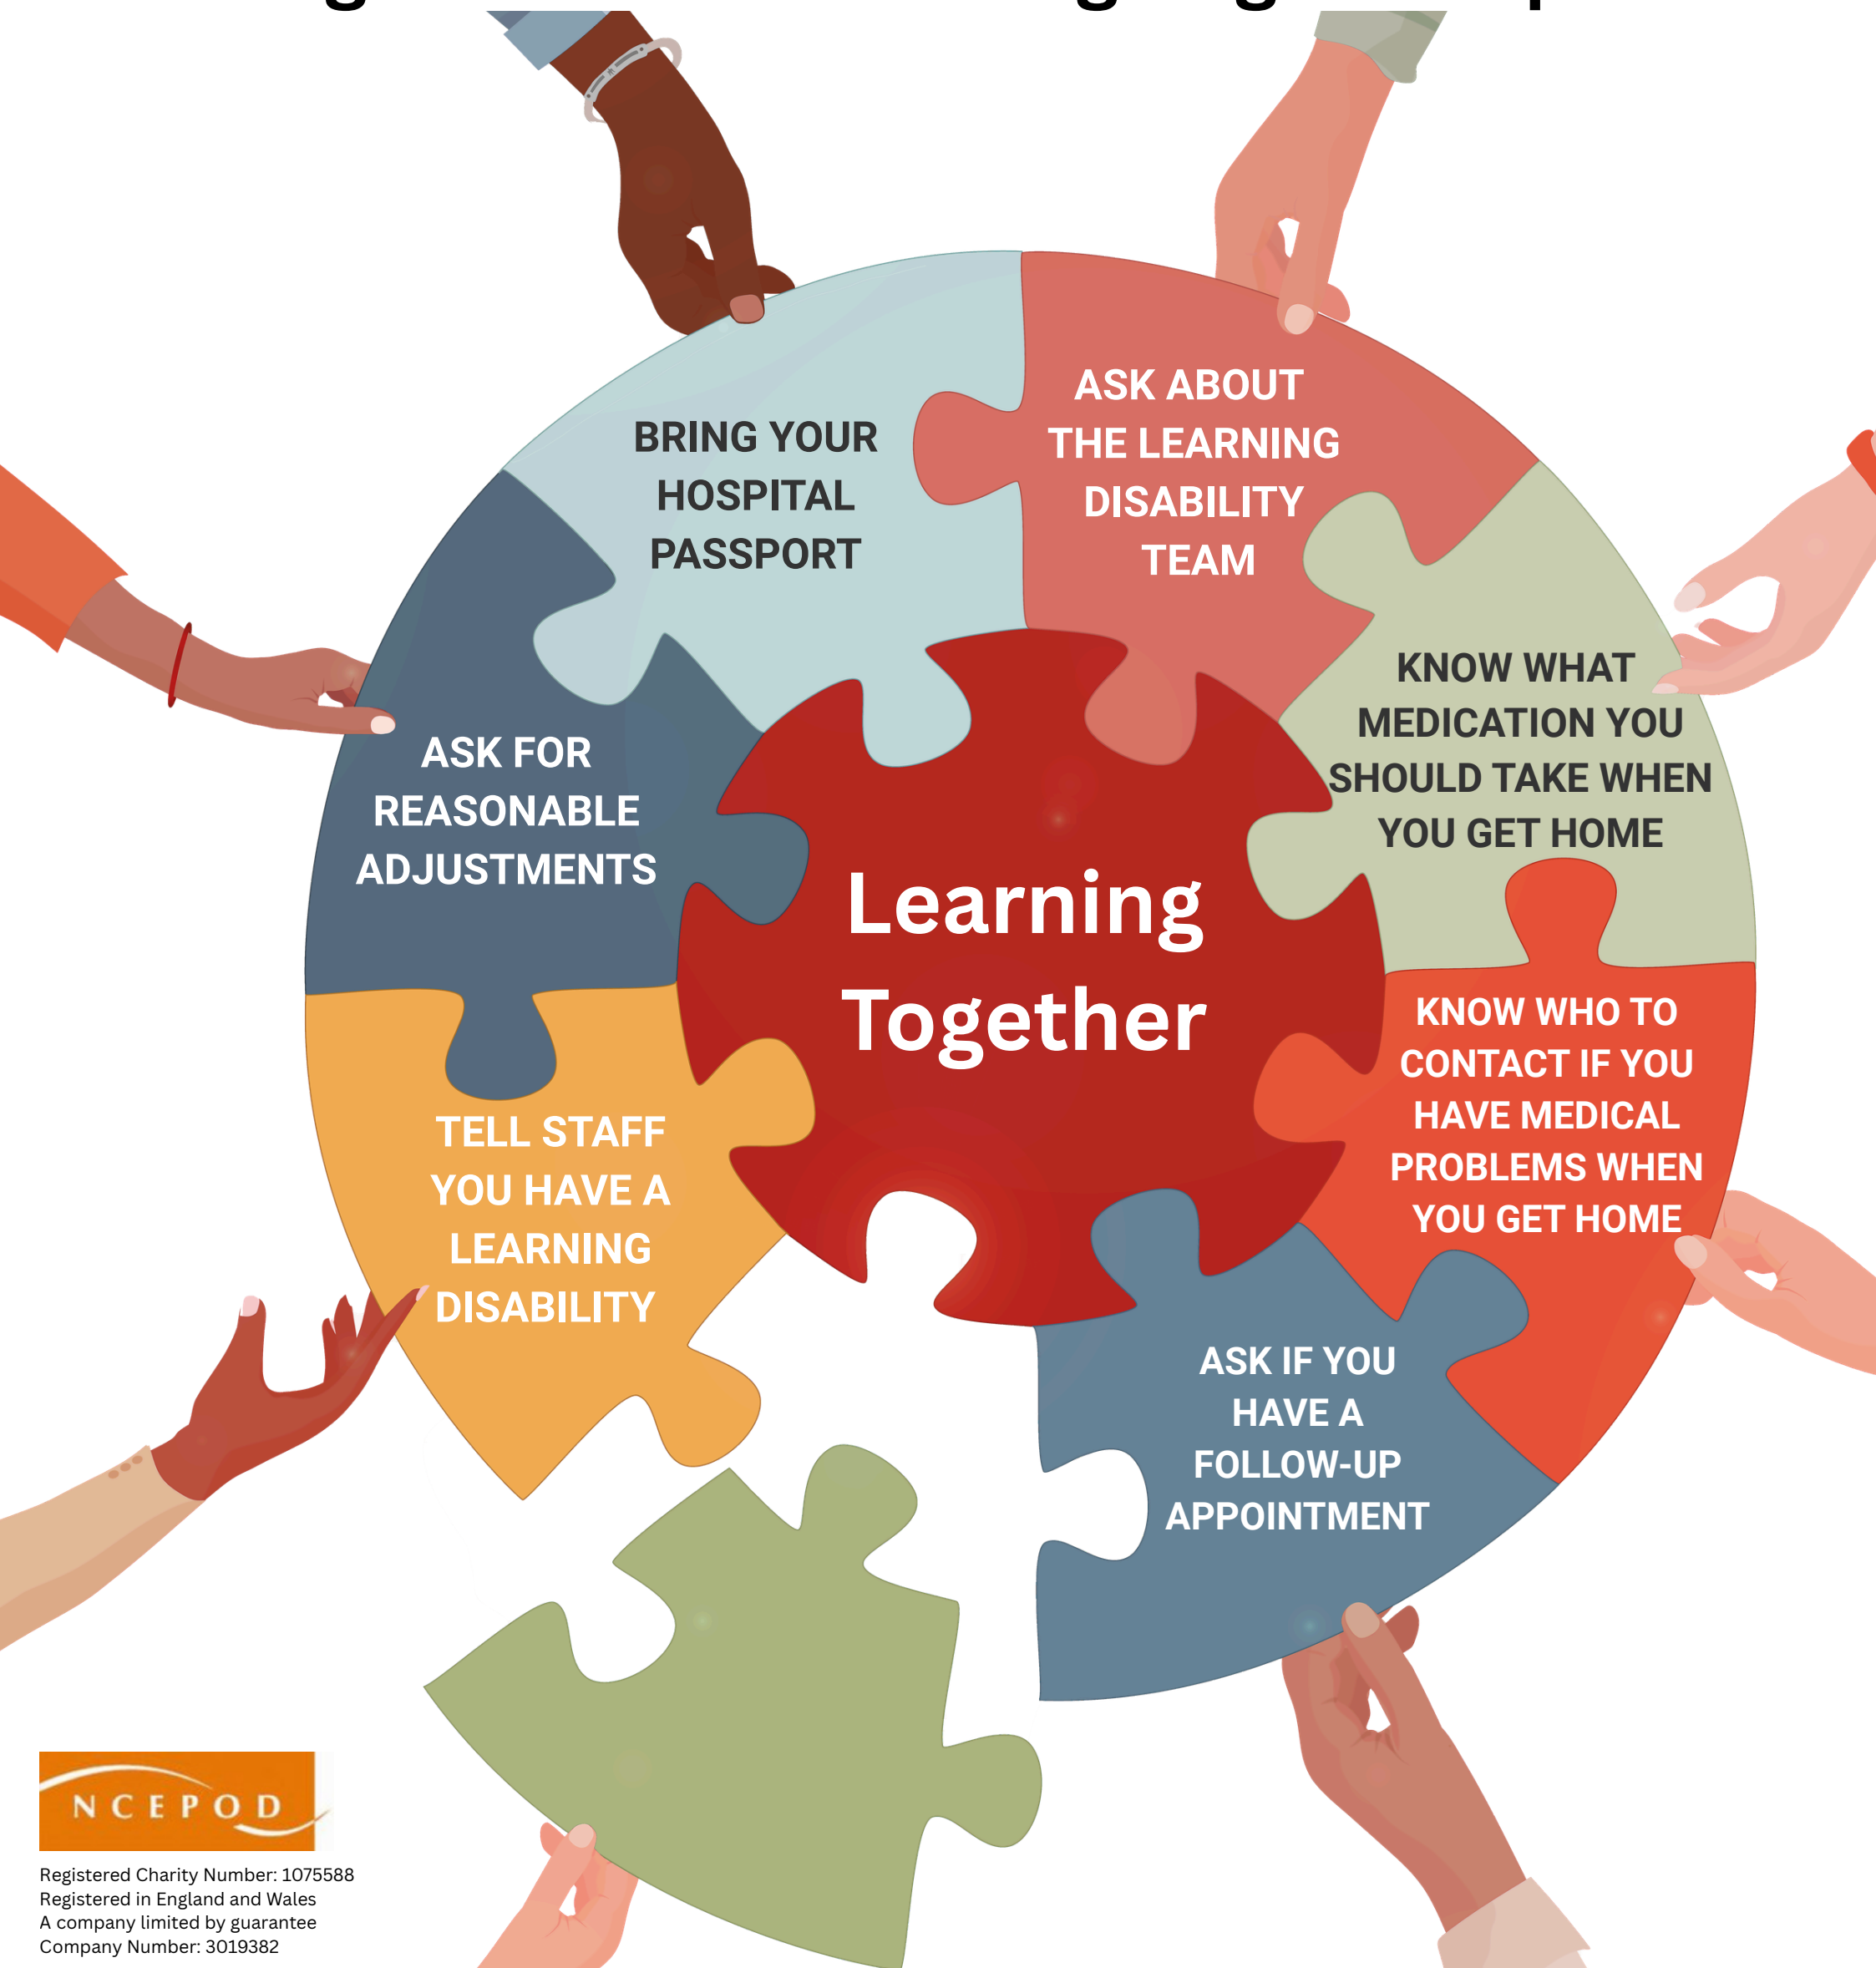 BRING YOUR
HOSPITAL
PASSPORT
ASK ABOUT
THE LEARNING
DISABILITY
TEAM
KNOW WHAT
MEDICATION YOU
SHOULD TAKE WHEN
YOU GET HOME
ASK FOR
REASONABLE
ADJUSTMENTS
Learning
Together
KNOW WHO TO
CONTACT IF YOU
HAVE MEDICAL
PROBLEMS WHEN
YOU GET HOME
TELL STAFF
YOU HAVE A
LEARNING
DISABILITY
ASK IF YOU
HAVE A
FOLLOW-UP
APPOINTMENT
NCEPOD
Registered Charity Number: 1075588
Registered in England and Wales
A company limited by guarantee
Company Number: 3019382